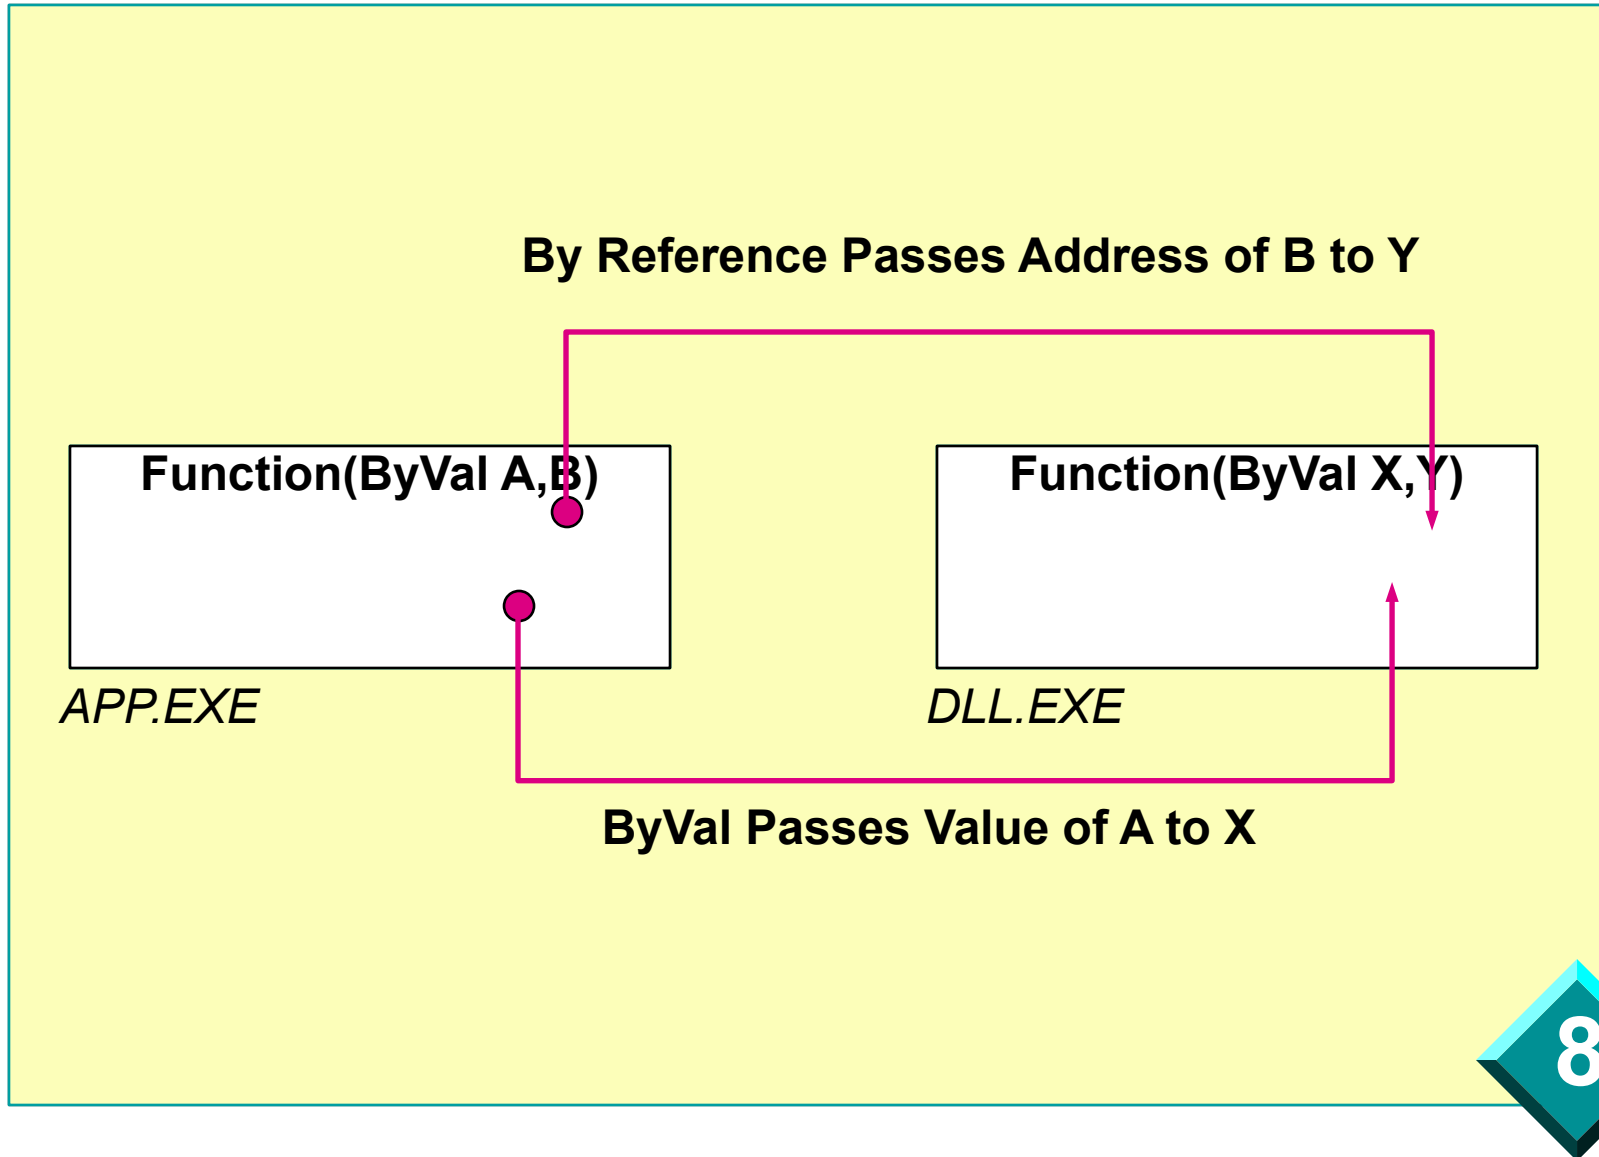 By Reference Passes Address of B to Y
Function(ByVal A,B)
Function(ByVal X,Y)
APP.EXE
DLL.EXE
ByVal Passes Value of A to X
8